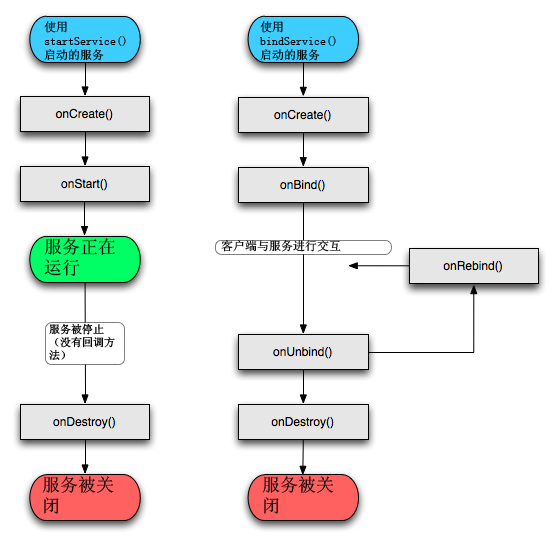 使用
startService()
启动的服务
onCreate()
onStart()
服务正在
运行
服务被停止
（没有回调方
法）
onDestroy()
服务被关
闭
使用
bindService()
启动的服务
onCreate()
onBind()
客户端与服务进行交互
onRebind()
onUnbind()
onDestroy()
服务被关
闭